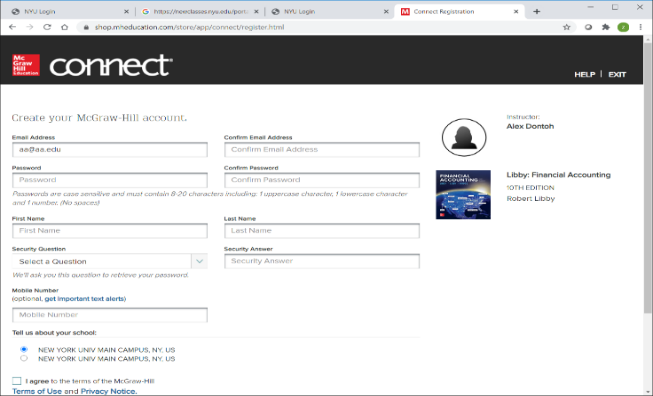 NYU Login
https://newclasses.nyu.edu/port
NYU Login
Connect Registration
shop.mheducation.com/store/app/connect/register.html
Mc
Graw
Hill
Education
connect
HELP | EXIT
Create your McGraw-Hill account.
Email Address
Confirm Email Address
aa@aa.edu
Confirm Email Address
Password
Confirm Password
Password
Confirm Password
Passwords are case sensitive and must contain 8-20 characters including: 1 uppercase character, 1 lowercase character
and 1 number. (No spaces)
First Name
Last Name
First Name
Last Name
Security Question
Security Answer
Select a Question
Security Answer
We'll ask you this question to retrieve your password.
Mobile Number
(optional, get important text alerts)
Mobile Number
Tell us about your school:
NEW YORK UNIV MAIN CAMPUS, NY, US
NEW YORK UNIV MAIN CAMPUS, NY, US
I agree to the terms of the McGraw-Hill
Terms of Use and Privacy Notice.
Instructor:
Alex Dontoh
FINANCIAL
ACCOUNTING
Libby: Financial Accounting
10TH EDITION
Robert Libby